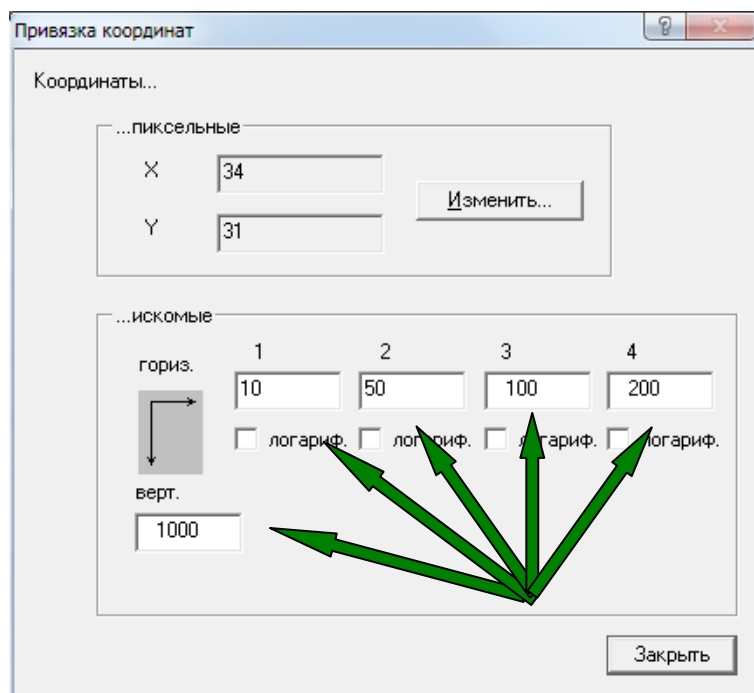 Привязка координат
Координаты...
...пиксельные
X 34
Y 31
Изменить...
...искомые
гориз.
1 2 3 4
10 50 100 200
логариф. логариф. логариф. логариф.
верт.
1000
Закрыть